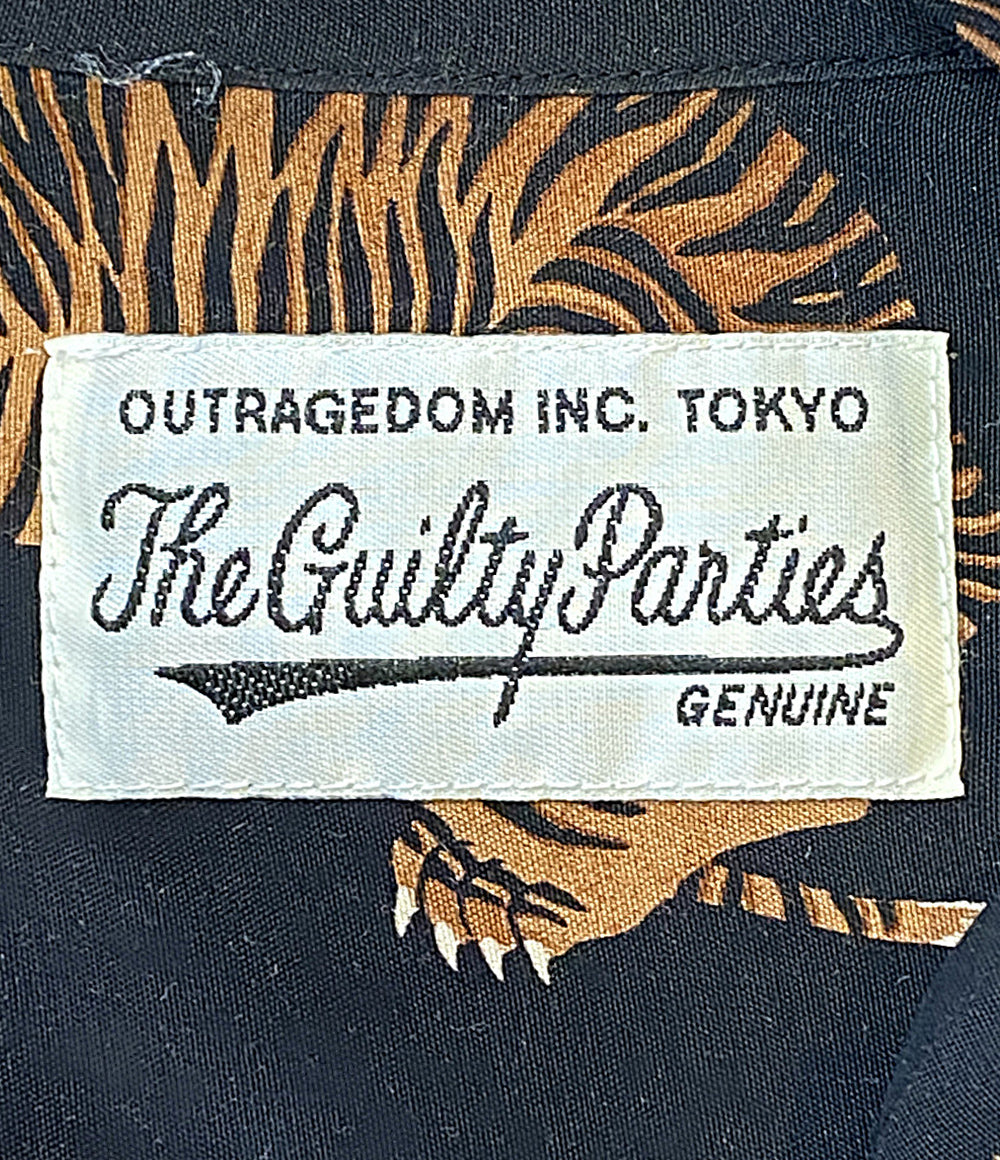 OUTRAGEDOM INC. TOKYO
The Guilty Parties
GENUINE